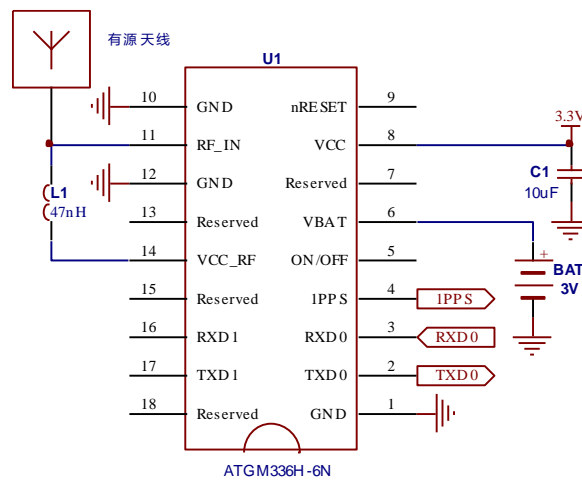 有源天线
U1
10 GND nRESET 9
11 RF_IN VCC 8
3.3V
12 GND Reserved 7
C1
10uF
L1
47nH
13 Reserved VBAT 6
14 VCC_RF ON/OFF 5
+
BAT
3V
15 Reserved 1PPS 4 1PPS
16 RXD1 RXD0 3 RXD0
17 TXD1 TXD0 2 TXD0
18 Reserved GND 1
ATGM336H-6N